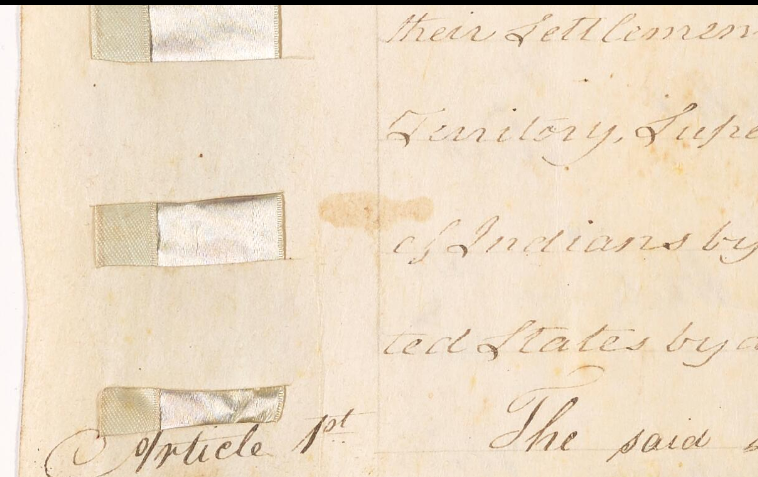 their Settlemen
Territory, Supe
of Indians by
ted States by a
Article 1st The said